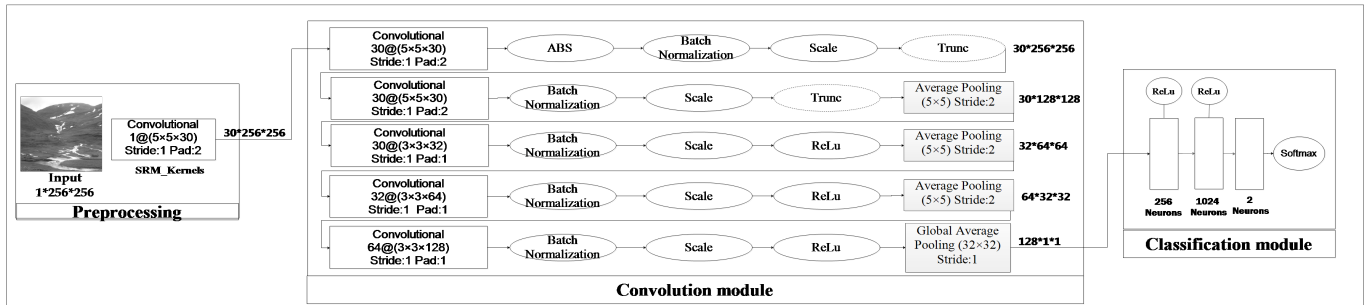 Input
1*256*256
Convolutional
1@(5×5×30)
Stride:1 Pad:2
SRM_Kernels
30*256*256
Preprocessing
Convolutional
30@(5×5×30)
Stride:1 Pad:2
ABS
Batch
Normalization
Scale
Trunc
30*256*256
Convolutional
30@(5×5×30)
Stride:1 Pad:2
Batch
Normalization
Scale
Trunc
Average Pooling
(5×5) Stride:2
30*128*128
Convolutional
30@(3×3×32)
Stride:1 Pad:1
Batch
Normalization
Scale
ReLu
Average Pooling
(5×5) Stride:2
32*64*64
Convolutional
32@(3×3×64)
Stride:1 Pad:1
Batch
Normalization
Scale
ReLu
Average Pooling
(5×5) Stride:2
64*32*32
Convolutional
64@(3×3×128)
Stride:1 Pad:1
Batch
Normalization
Scale
ReLu
Global Average
Pooling (32×32)
Stride:1
128*1*1
Convolution module
ReLu
ReLu
Softmax
256
Neurons
1024
Neurons
2
Neurons
Classification module